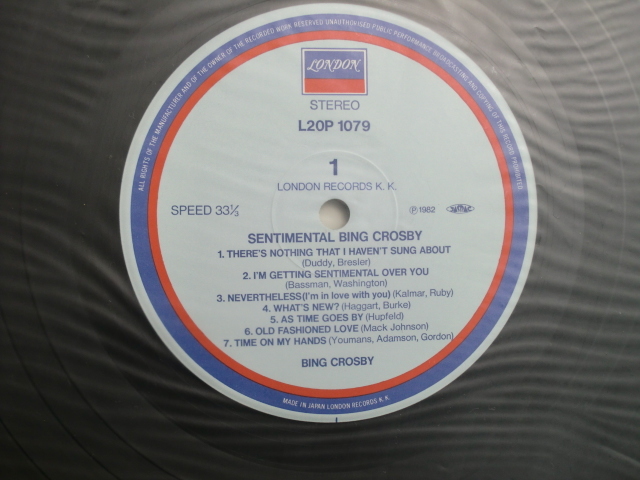 ALL RIGHTS OF THE MANUFACTURER AND OF THE OWNER OF THE RECORDED WORK RESERVED UNAUTHORISED PUBLIC PERFORMANCE BROADCASTING AND COPYING OF THIS RECORD PROHIBITED
LONDON
STEREO
L20P 1079
1
LONDON RECORDS K. K.
SPEED 33⅓
℗1982
SENTIMENTAL BING CROSBY
1. THERE'S NOTHING THAT I HAVEN'T SUNG ABOUT
(Duddy, Bresler)
2. I'M GETTING SENTIMENTAL OVER YOU
(Bassman, Washington)
3. NEVERTHELESS(I'm in love with you) (Kalmar, Ruby)
4. WHAT'S NEW? (Haggart, Burke)
5. AS TIME GOES BY (Hupfeld)
6. OLD FASHIONED LOVE (Mack Johnson)
7. TIME ON MY HANDS (Youmans, Adamson, Gordon)
BING CROSBY
MADE IN JAPAN LONDON RECORDS K. K.